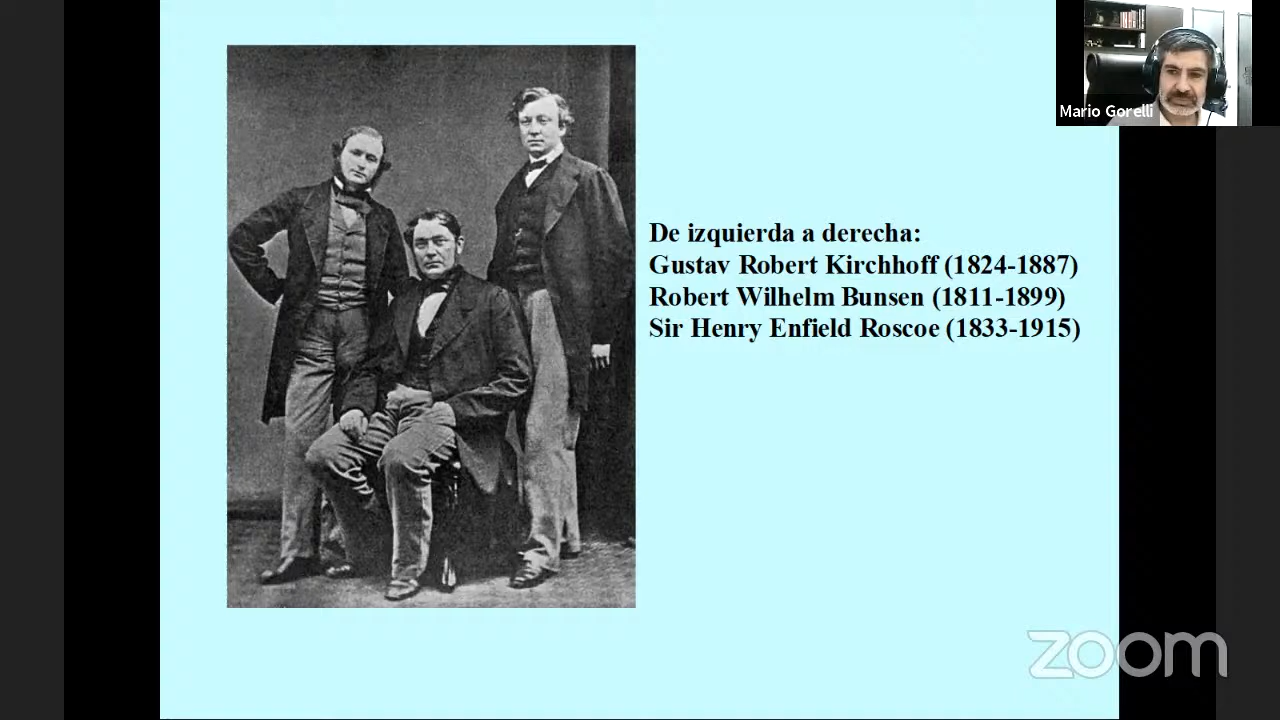 Mario Gorelli
De izquierda a derecha:
Gustav Robert Kirchhoff (1824-1887)
Robert Wilhelm Bunsen (1811-1899)
Sir Henry Enfield Roscoe (1833-1915)
zoom